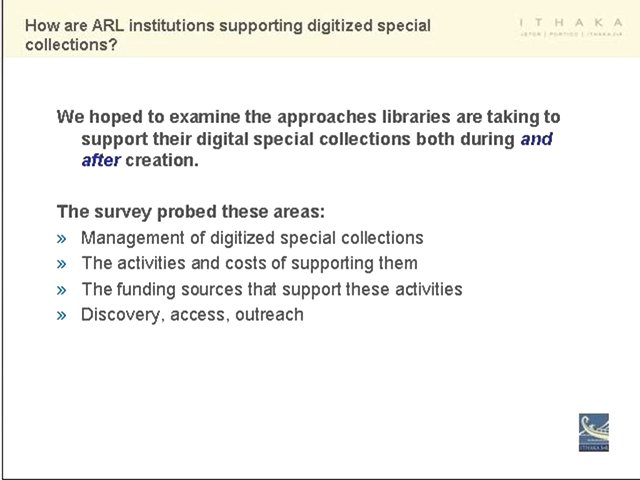 How are ARL institutions supporting digitized special
collections?
I T H A K A
JSTOR | PORTICO | ITHAKA S+R
We hoped to examine the approaches libraries are taking to
support their digital special collections both during and
after creation.
The survey probed these areas:
» Management of digitized special collections
» The activities and costs of supporting them
» The funding sources that support these activities
» Discovery, access, outreach
ITHAKA S+R